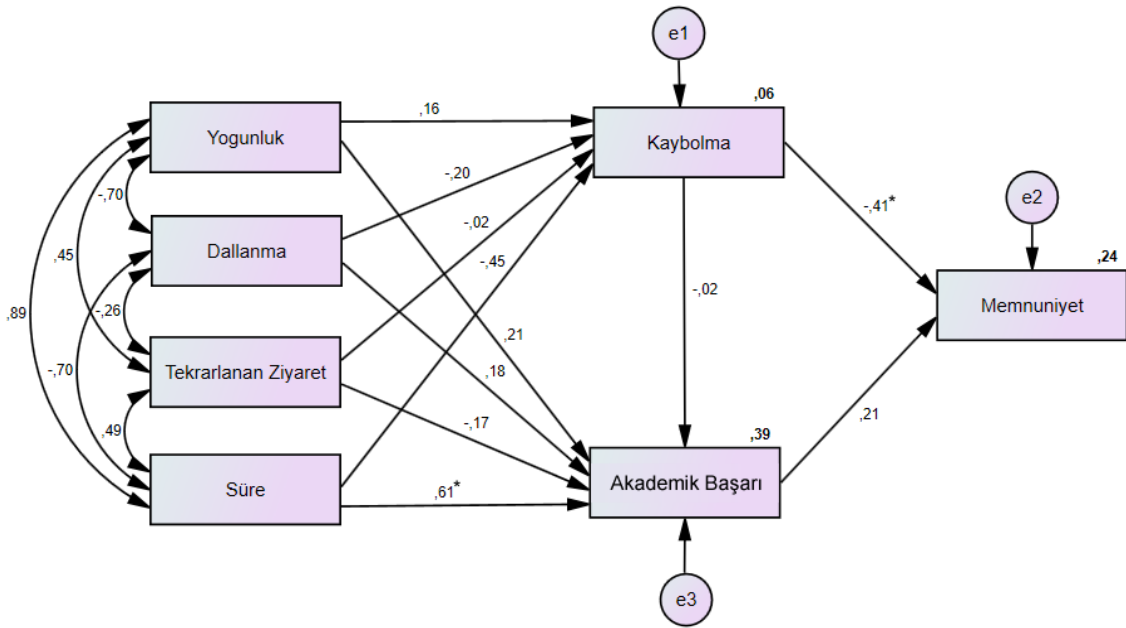 e1
,06
Yogunluk
,16
Kaybolma
-,20
-,70
-,41*
e2
-,02
,24
Dallanma
,45
-,45
-,02
Memnuniyet
-,26
,89
,21
-,70
Tekrarlanan Ziyaret
,18
,21
-,17
,49
,39
Süre
,61*
Akademik Başarı
e3